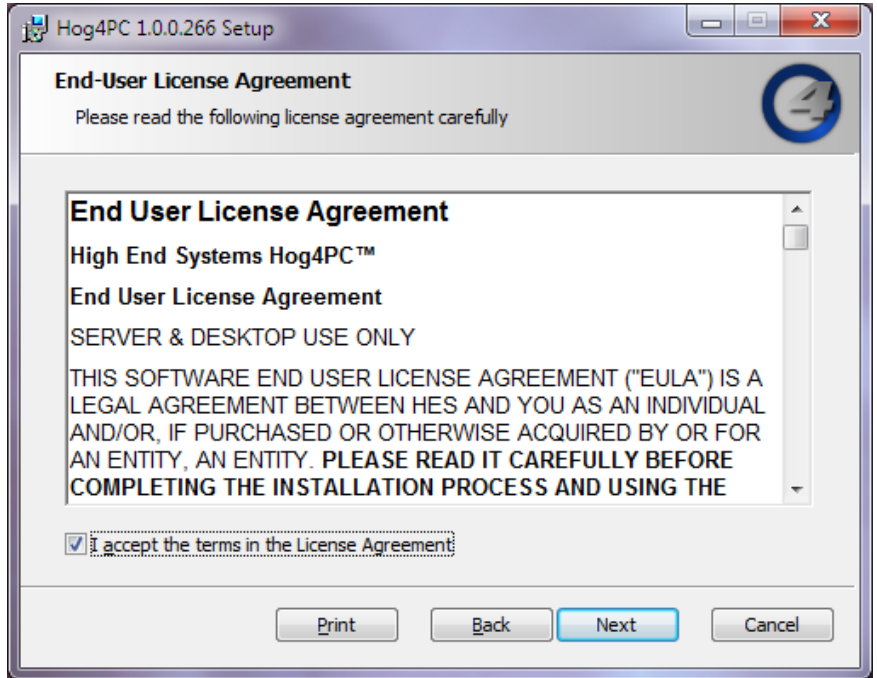 Hog4PC 1.0.0.266 Setup
End-User License Agreement
Please read the following license agreement carefully
4
End User License Agreement
High End Systems Hog4PC™
End User License Agreement
SERVER & DESKTOP USE ONLY
THIS SOFTWARE END USER LICENSE AGREEMENT ("EULA") IS A
LEGAL AGREEMENT BETWEEN HES AND YOU AS AN INDIVIDUAL
AND/OR, IF PURCHASED OR OTHERWISE ACQUIRED BY OR FOR
AN ENTITY, AN ENTITY. PLEASE READ IT CAREFULLY BEFORE
COMPLETING THE INSTALLATION PROCESS AND USING THE
I accept the terms in the License Agreement
Print Back Next Cancel